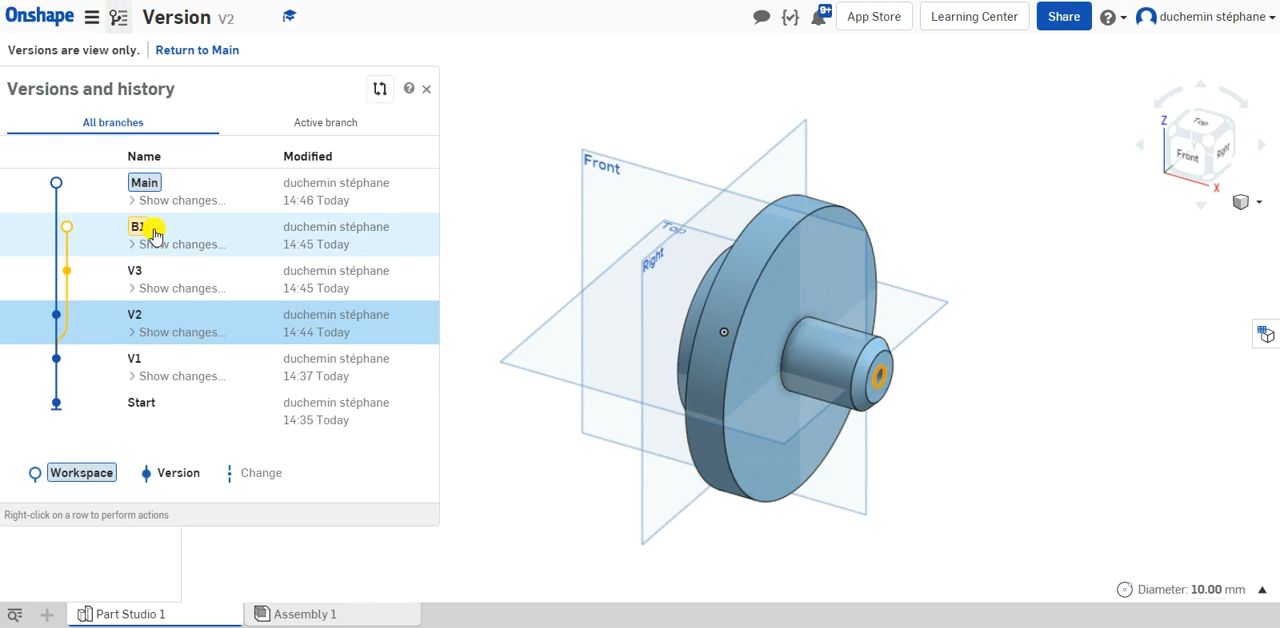 Onshape Version V2 9+ App Store Learning Center Share duchemin stéphane
Versions are view only. Return to Main
Versions and history
All branches Active branch
Name Modified
Main duchemin stéphane
Show changes... 14:46 Today
B1 duchemin stéphane
Show changes... 14:45 Today
V3 duchemin stéphane
Show changes... 14:45 Today
V2 duchemin stéphane
Show changes... 14:44 Today
V1 duchemin stéphane
Show changes... 14:37 Today
Start duchemin stéphane
14:35 Today
Workspace Version Change
Right-click on a row to perform actions
Front
Top
Right
Z
Top
Y
Front
Right
X
Diameter: 10.00 mm
Part Studio 1 Assembly 1